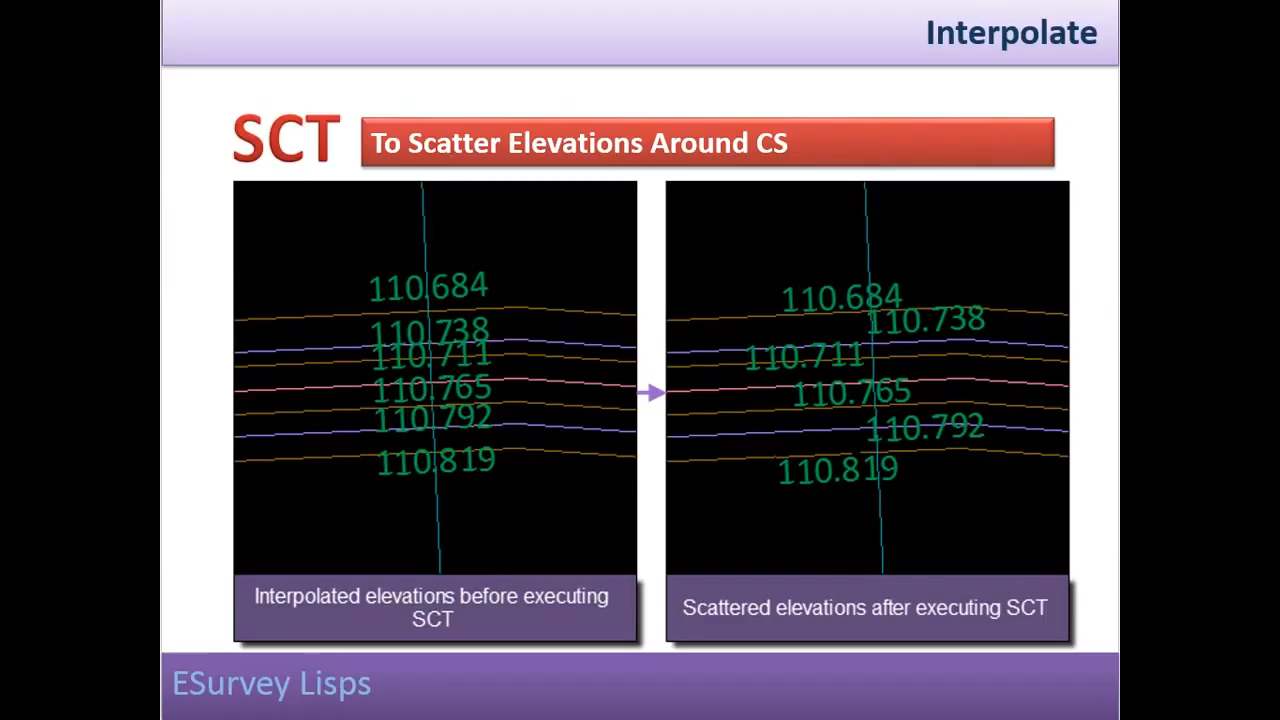 Interpolate
SCT
To Scatter Elevations Around CS
110.684
110.738
110.711
110.765
110.792
110.819
110.684
110.738
110.711
110.765
110.792
110.819
Interpolated elevations before executing
SCT
Scattered elevations after executing SCT
ESurvey Lisps